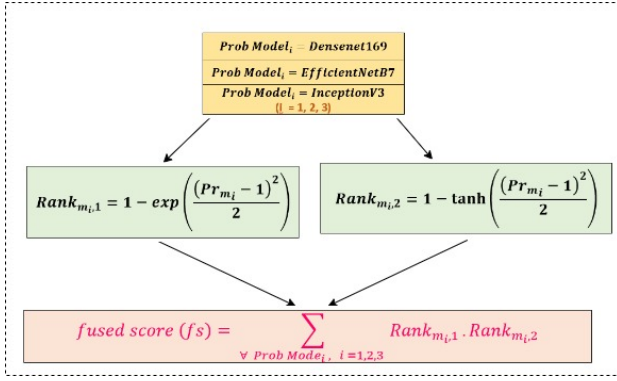 Prob Model_i = Densenet169
Prob Model_i = EfficientNetB7
Prob Model_i = InceptionV3
(i = 1, 2, 3)
Rank_{m_i,1} = 1 − exp( (Pr_{m_i} − 1)^2 / 2 )
Rank_{m_i,2} = 1 − tanh( (Pr_{m_i} − 1)^2 / 2 )
fused score (fs) = ∑_{∀ Prob Mode_i, i=1,2,3} Rank_{m_i,1} . Rank_{m_i,2}